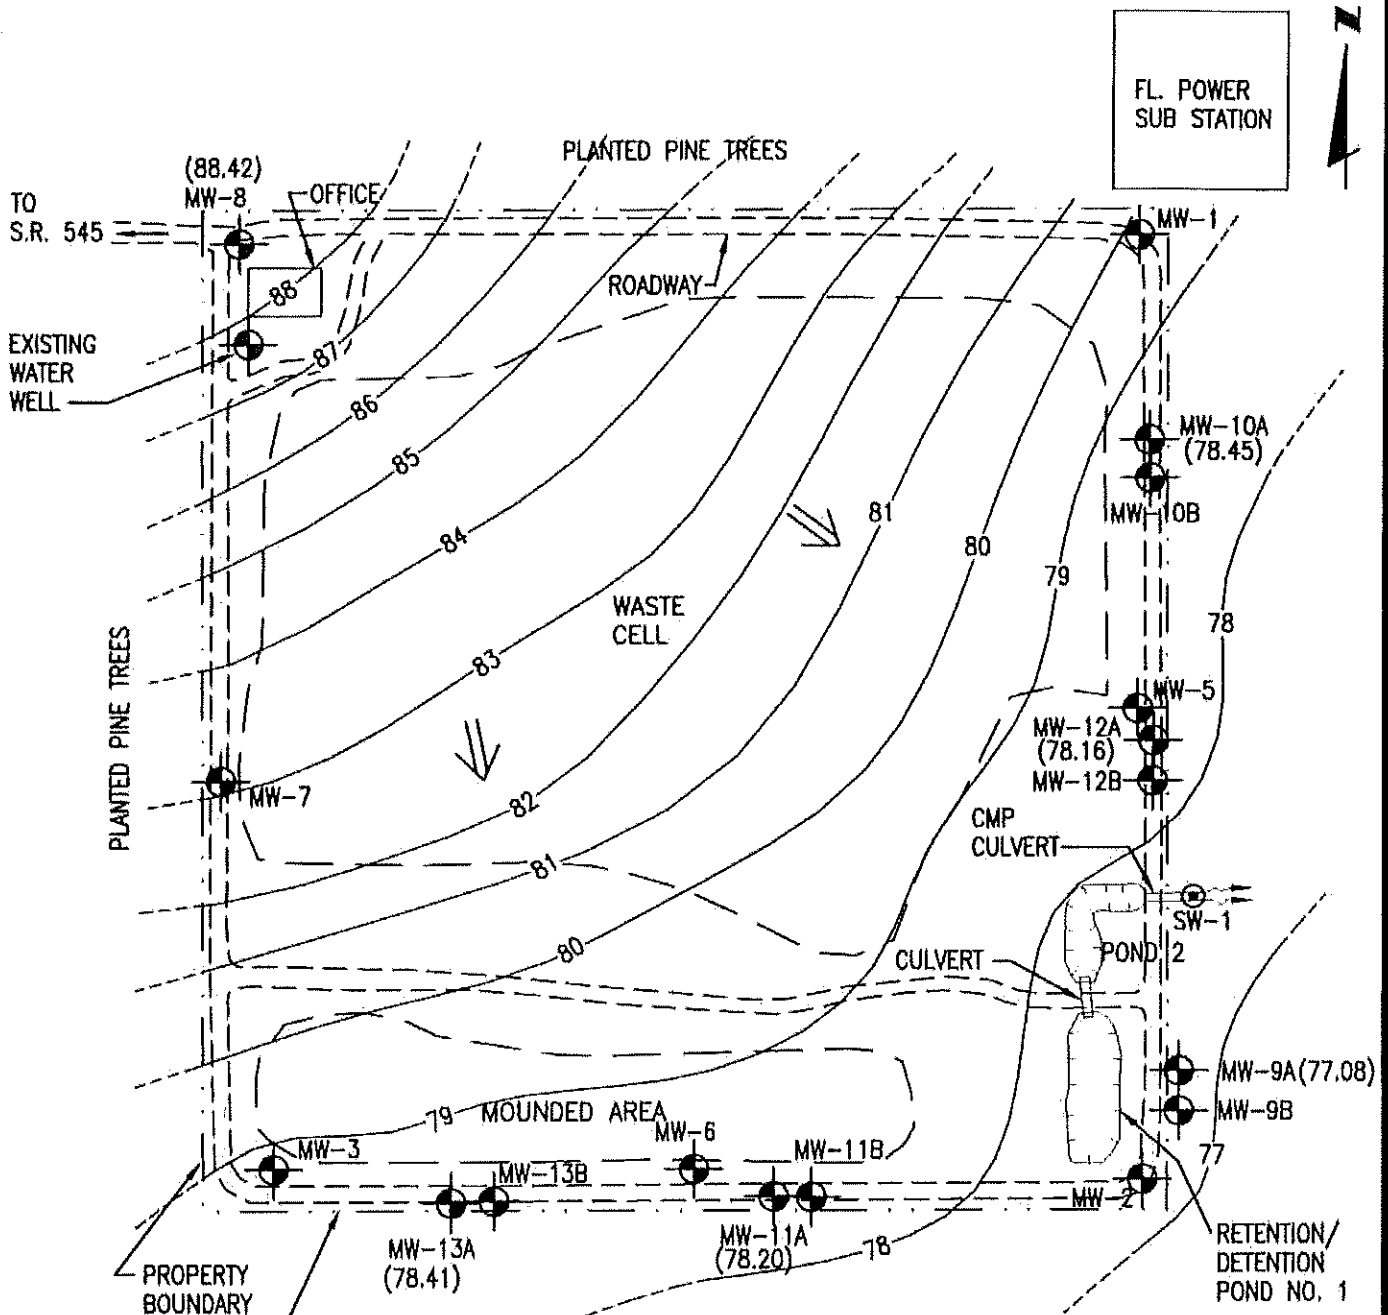 N
FL. POWER
SUB STATION
PLANTED PINE TREES
(88.42)
MW-8
OFFICE
TO
S.R. 545
MW-1
ROADWAY
88
EXISTING
WATER
WELL
87
86
85
84
83
82
81
80
MW-10A
(78.45)
MW-10B
81
80
79
78
WASTE
CELL
PLANTED PINE TREES
MW-7
MW-5
MW-12A
(78.16)
MW-12B
CMP
CULVERT
SW-1
POND 2
CULVERT
MW-9A(77.08)
MW-9B
79
MOUNDED AREA
MW-6
MW-3
MW-13B
MW-11B
77
MW-2
MW-13A
(78.41)
MW-11A
(78.20)
78
RETENTION/
DETENTION
POND NO. 1
PROPERTY
BOUNDARY